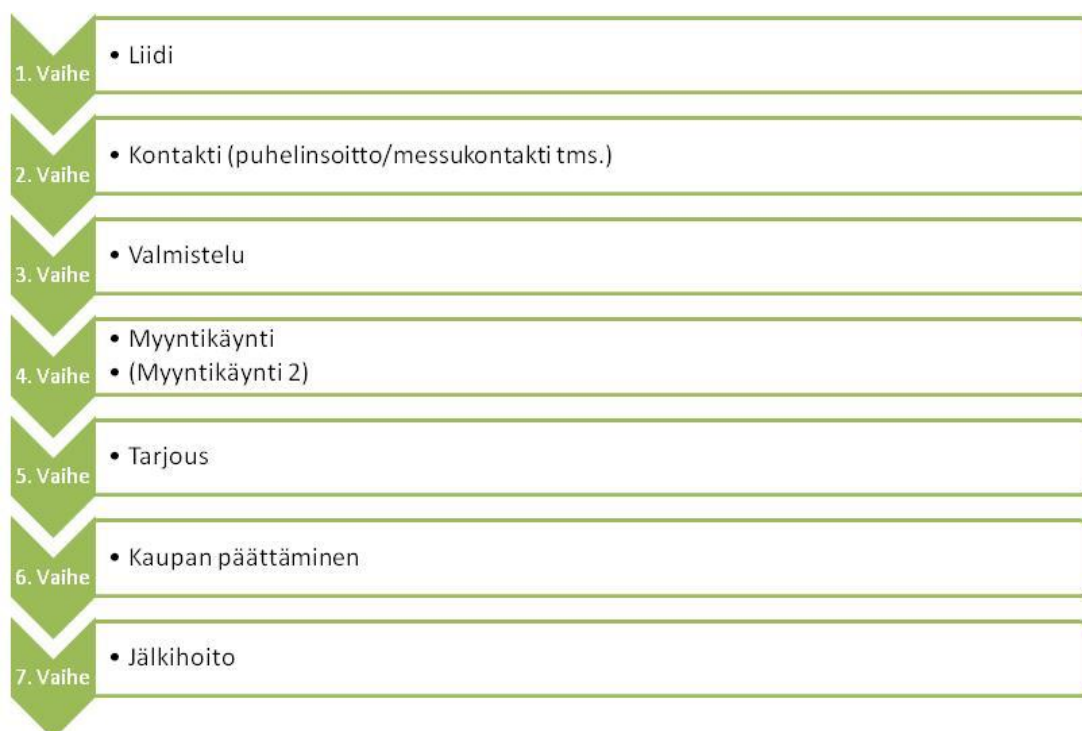 1. Vaihe
• Liidi
2. Vaihe
• Kontakti (puhelinsoitto/messukontakti tms.)
3. Vaihe
• Valmistelu
4. Vaihe
• Myyntikäynti
• (Myyntikäynti 2)
5. Vaihe
• Tarjous
6. Vaihe
• Kaupan päättäminen
7. Vaihe
• Jälkihoito